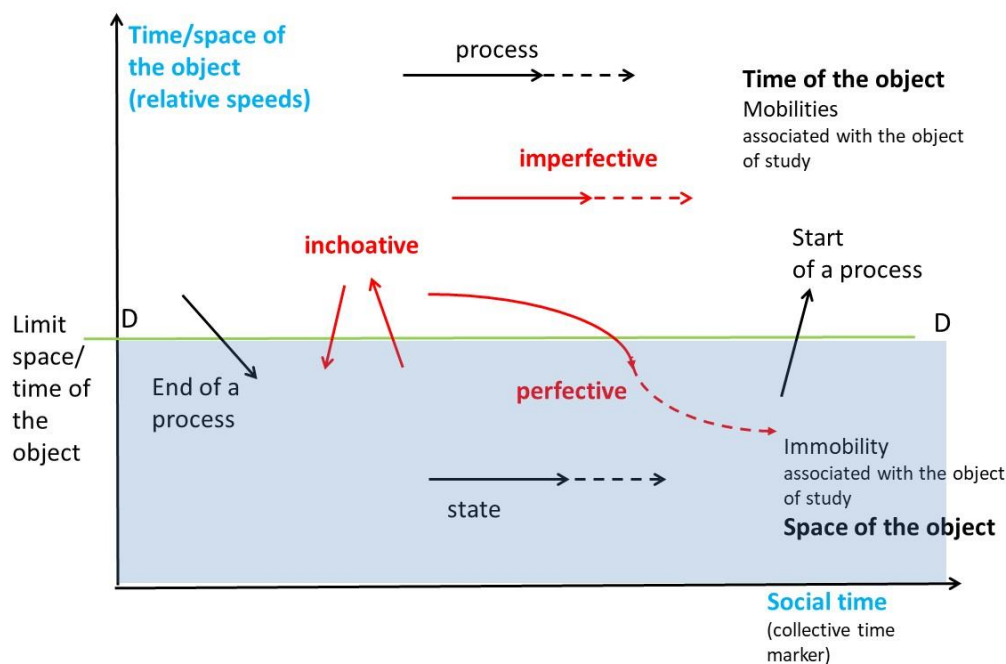 Time/space of
the object
(relative speeds)
process
Time of the object
Mobilities
associated with the object
of study
imperfective
inchoative
Start
of a process
D
D
Limit
space/
time of
the
object
End of a
process
perfective
Immobility
associated with the object
of study
Space of the object
state
Social time
(collective time
marker)